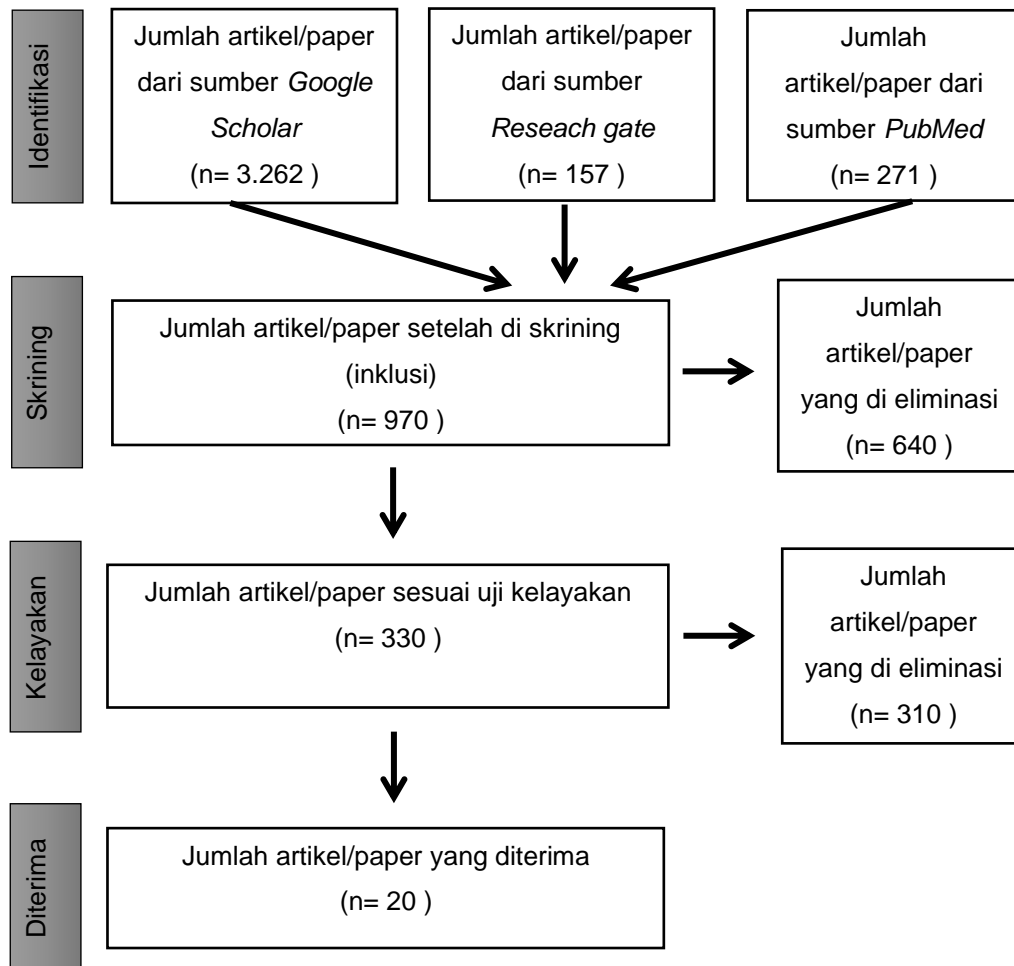 Identifikasi
Jumlah artikel/paper
dari sumber Google
Scholar
(n= 3.262 )
Jumlah artikel/paper
dari sumber
Reseach gate
(n= 157 )
Jumlah
artikel/paper dari
sumber PubMed
(n= 271 )
Skrining
Jumlah artikel/paper setelah di skrining
(inklusi)
(n= 970 )
Jumlah
artikel/paper
yang di eliminasi
(n= 640 )
Kelayakan
Jumlah artikel/paper sesuai uji kelayakan
(n= 330 )
Jumlah
artikel/paper
yang di eliminasi
(n= 310 )
Diterima
Jumlah artikel/paper yang diterima
(n= 20 )